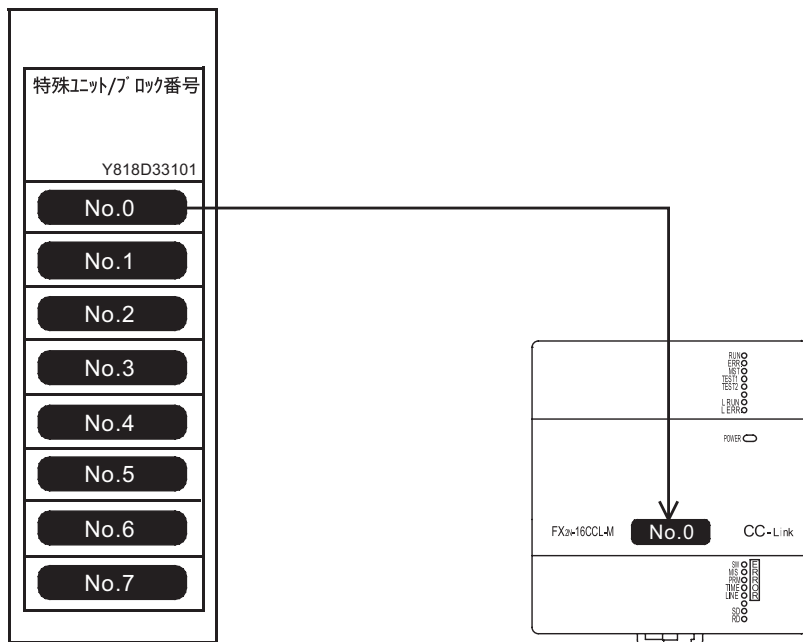 特殊ユニット/ブロック番号
Y818D33101
No.0
No.1
No.2
No.3
No.4
No.5
No.6
No.7
RUN
ERR
MST
TEST1
TEST2
L RUN
L ERR
POWER
FX2N-16CCL-M
No.0
CC-Link
SW
M/S
PRM
TIME
LINE
ERROR
SD
RD